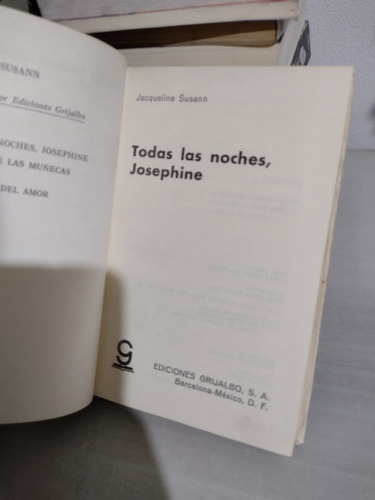 SUSANN
por Ediciones Grijalbo
NOCHES, JOSEPHINE
LAS MUÑECAS
DEL AMOR
Jacqueline Susann
Todas las noches,
Josephine
EDICIONES GRIJALBO, S. A.
Barcelona-México, D. F.